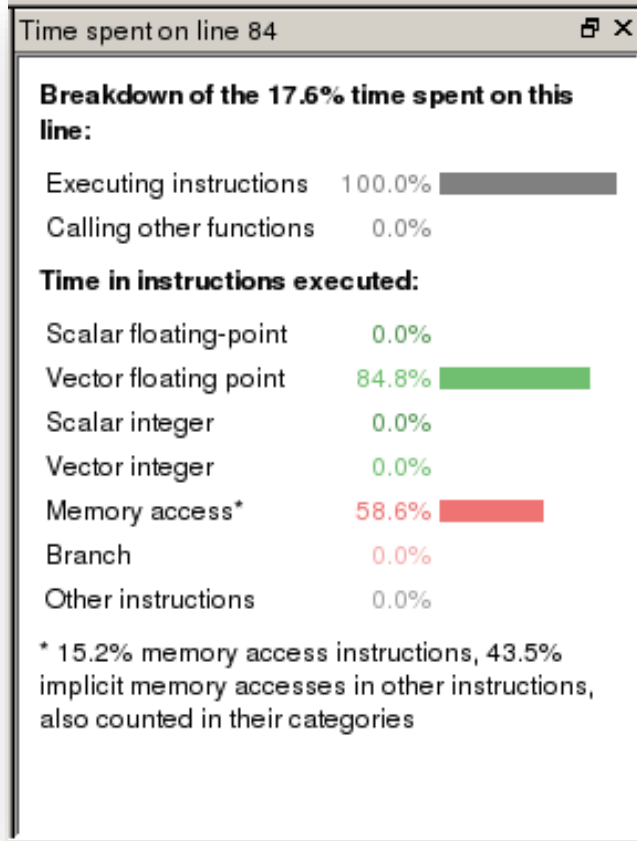 Time spent on line 84
Breakdown of the 17.6% time spent on this
line:
Executing instructions 100.0%
Calling other functions 0.0%
Time in instructions executed:
Scalar floating-point 0.0%
Vector floating point 84.8%
Scalar integer 0.0%
Vector integer 0.0%
Memory access* 58.6%
Branch 0.0%
Other instructions 0.0%
* 15.2% memory access instructions, 43.5%
implicit memory accesses in other instructions,
also counted in their categories